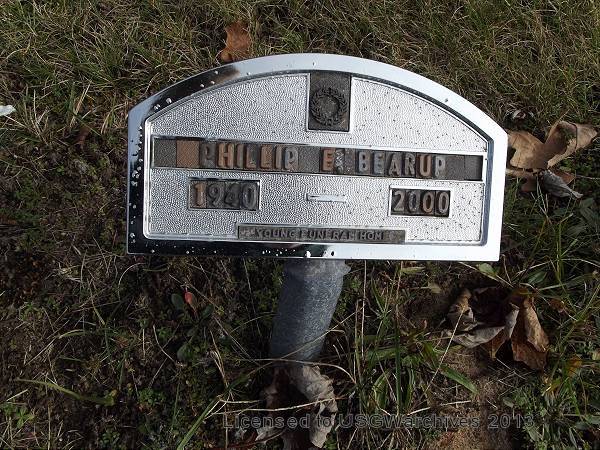 PHILLIP E. BEARUP
1940 – 2000
YOUNG FUNERAL HOME
Licensed to USGWarchives 2013